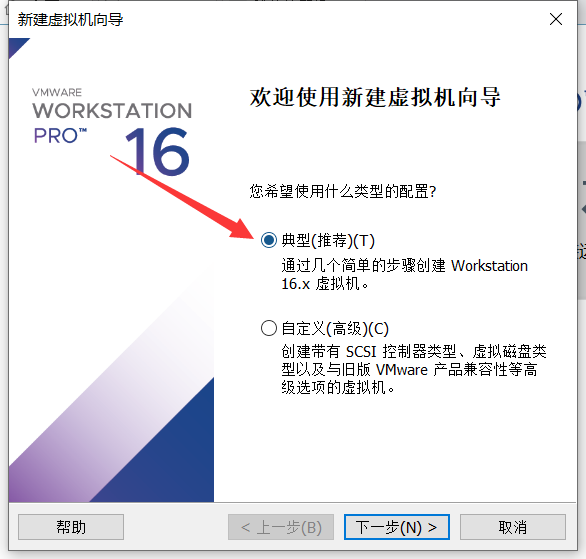 新建虚拟机向导
VMWARE
WORKSTATION
PRO™
16
欢迎使用新建虚拟机向导
您希望使用什么类型的配置?
典型(推荐)(T)
通过几个简单的步骤创建 Workstation
16.x 虚拟机。
自定义(高级)(C)
创建带有 SCSI 控制器类型、虚拟磁盘类
型以及与旧版 VMware 产品兼容性等高
级选项的虚拟机。
帮助
< 上一步(B)
下一步(N) >
取消